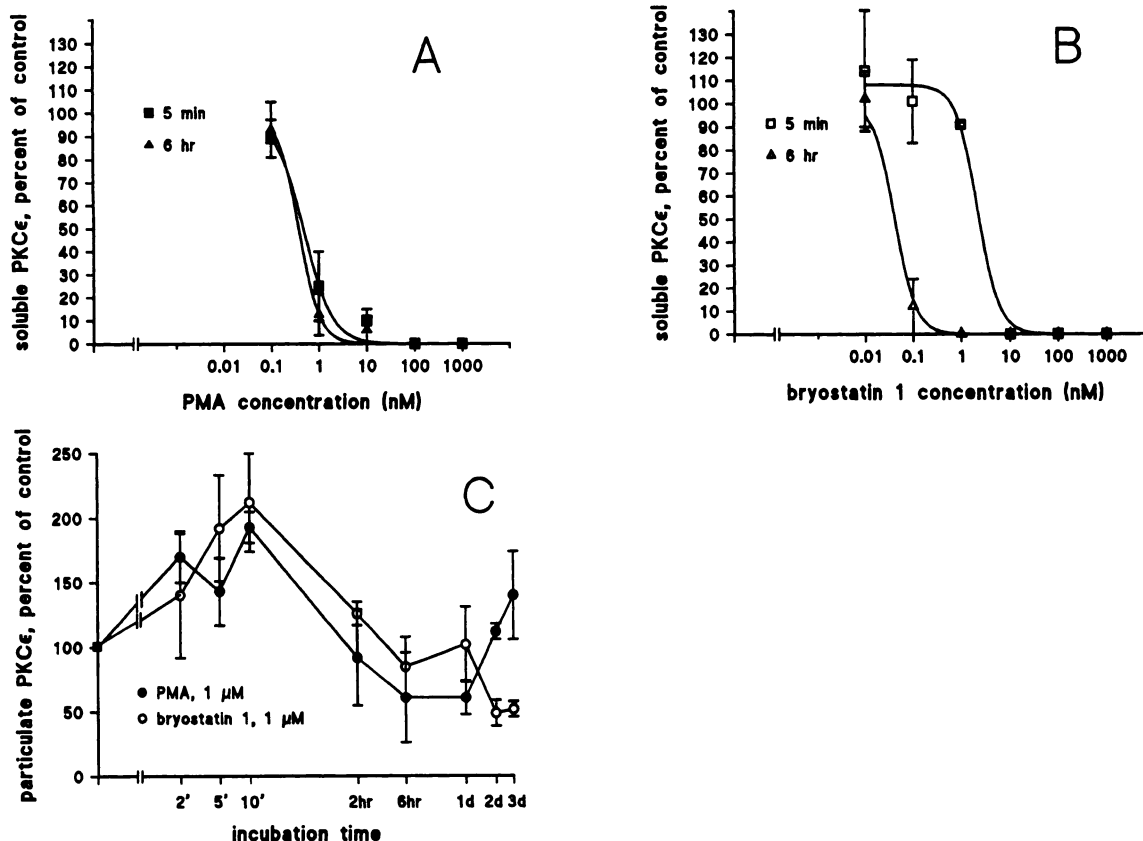 A
soluble PKCε, percent of control
130
120
110
100
90
80
70
60
50
40
30
20
10
0
5 min
6 hr
0.01 0.1 1 10 100 1000
PMA concentration (nM)
B
soluble PKCε, percent of control
130
120
110
100
90
80
70
60
50
40
30
20
10
0
5 min
6 hr
0.01 0.1 1 10 100 1000
bryostatin 1 concentration (nM)
C
particulate PKCε, percent of control
250
200
150
100
50
0
PMA, 1 μM
bryostatin 1, 1 μM
2' 5' 10' 2hr 6hr 1d 2d 3d
incubation time